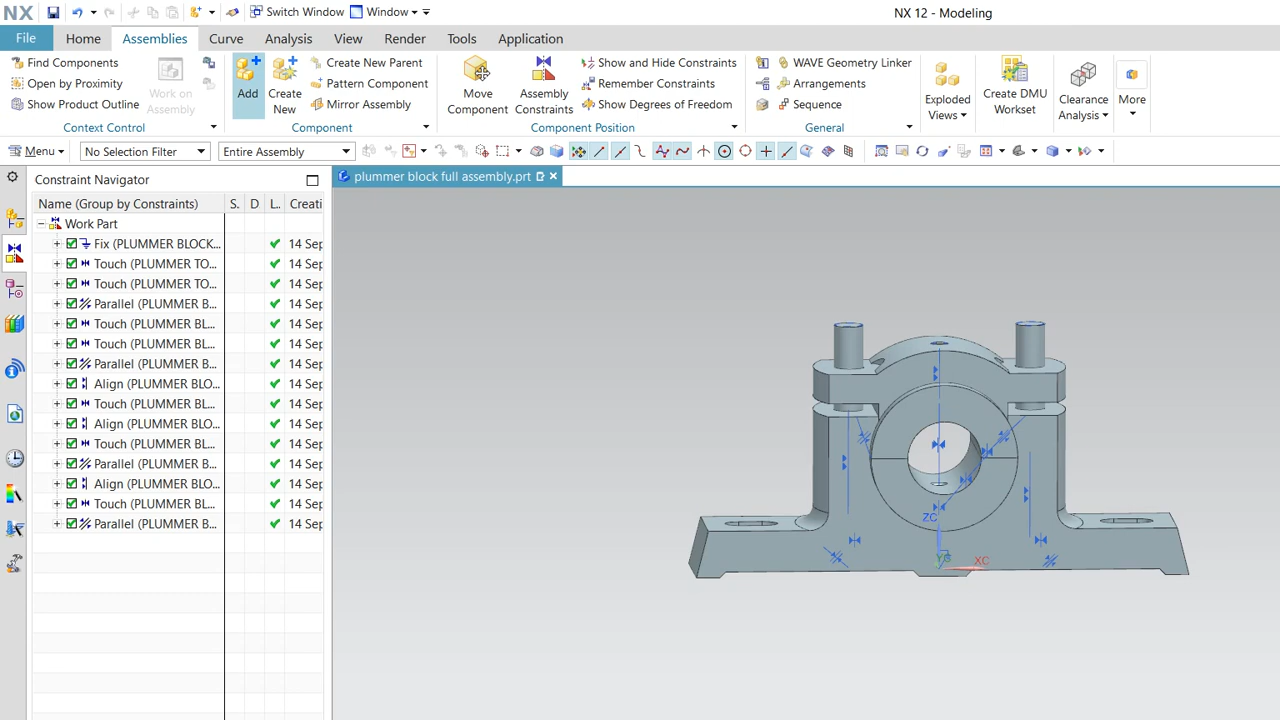 NX Switch Window Window NX 12 - Modeling
File Home Assemblies Curve Analysis View Render Tools Application
Find Components
Open by Proximity
Show Product Outline
Work on Assembly
Context Control
Add
Create New
Create New Parent
Pattern Component
Mirror Assembly
Component
Move Component
Assembly Constraints
Show and Hide Constraints
Remember Constraints
Show Degrees of Freedom
Component Position
WAVE Geometry Linker
Arrangements
Sequence
General
Exploded Views
Create DMU Workset
Clearance Analysis
More
Menu No Selection Filter Entire Assembly
Constraint Navigator
plummer block full assembly.prt
Name (Group by Constraints) S. D L.. Creati
Work Part
Fix (PLUMMER BLOCK... 14 Sep
Touch (PLUMMER TO... 14 Sep
Touch (PLUMMER TO... 14 Sep
Parallel (PLUMMER B... 14 Sep
Touch (PLUMMER BL... 14 Sep
Touch (PLUMMER BL... 14 Sep
Parallel (PLUMMER B... 14 Sep
Align (PLUMMER BLO... 14 Sep
Touch (PLUMMER BL... 14 Sep
Align (PLUMMER BLO... 14 Sep
Touch (PLUMMER BL... 14 Sep
Parallel (PLUMMER B... 14 Sep
Align (PLUMMER BLO... 14 Sep
Touch (PLUMMER BL... 14 Sep
Parallel (PLUMMER B... 14 Sep
ZC
YC
XC